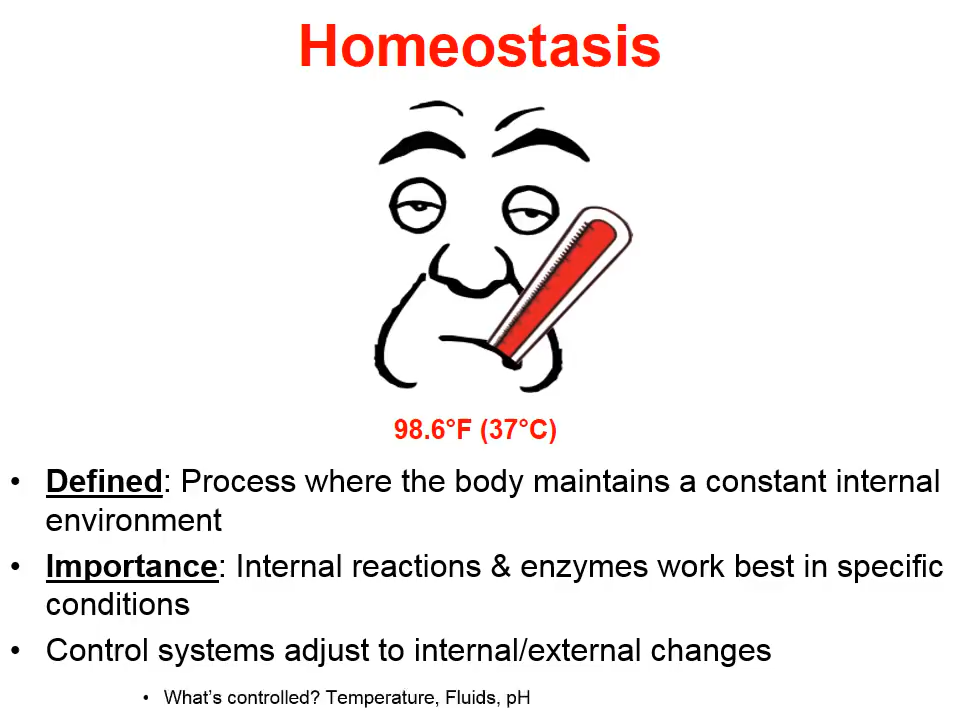 Homeostasis
98.6°F (37°C)
• Defined: Process where the body maintains a constant internal
environment
• Importance: Internal reactions & enzymes work best in specific
conditions
• Control systems adjust to internal/external changes
• What's controlled? Temperature, Fluids, pH